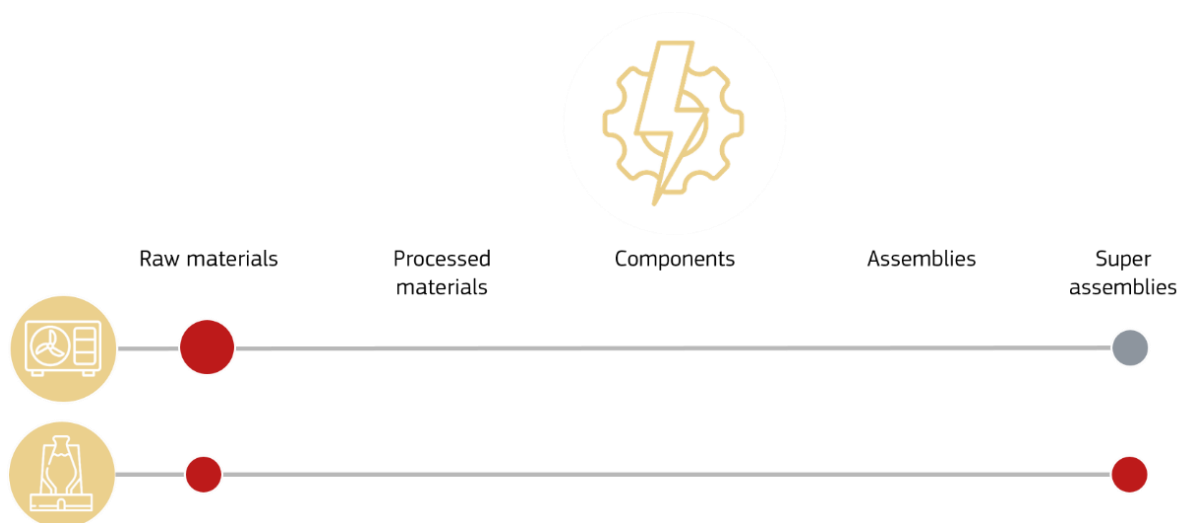 Raw materials
Processed
materials
Components
Assemblies
Super
assemblies